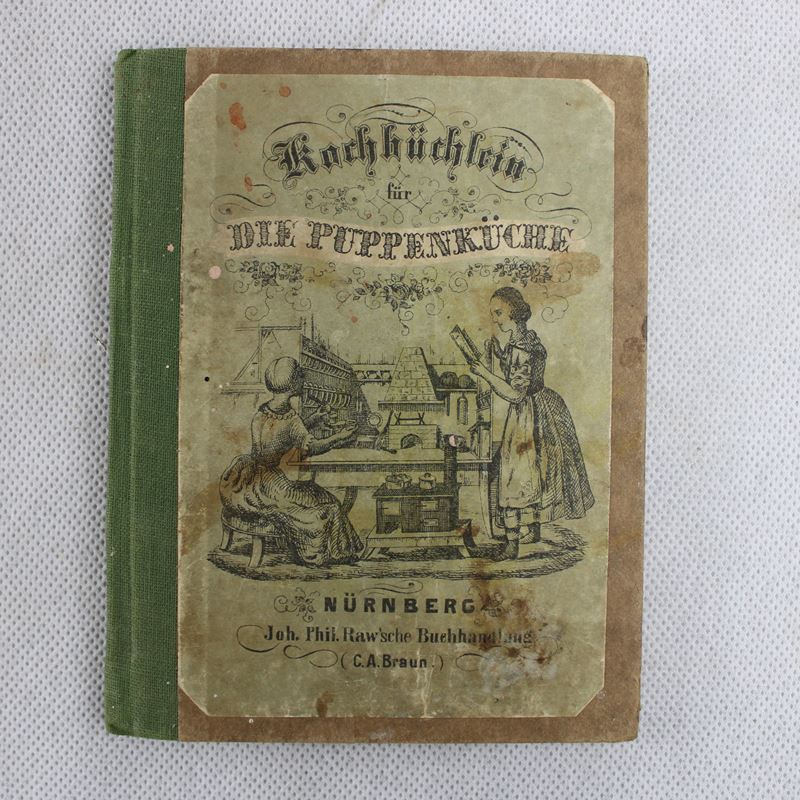 Kochbüchlein
für
DIE PUPPENKÜCHE
NÜRNBERG
Joh. Phil. Raw'sche Buchhandlung
(C.A.Braun.)